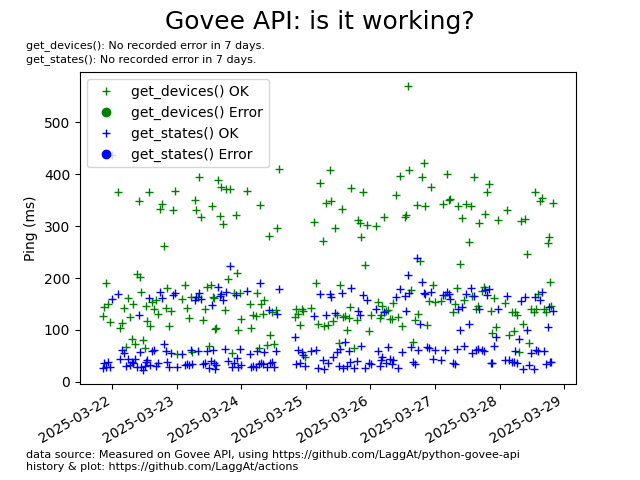 Govee API: is it working?
get_devices(): No recorded error in 7 days.
get_states(): No recorded error in 7 days.
get_devices() OK
get_devices() Error
get_states() OK
get_states() Error
Ping (ms)
500
400
300
200
100
0
2025-03-22
2025-03-23
2025-03-24
2025-03-25
2025-03-26
2025-03-27
2025-03-28
2025-03-29
data source: Measured on Govee API, using https://github.com/LaggAt/python-govee-api
history & plot: https://github.com/LaggAt/actions